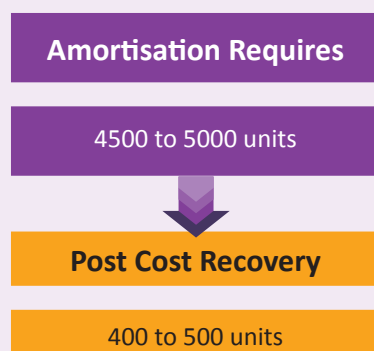 Amortisation Requires
4500 to 5000 units
Post Cost Recovery
400 to 500 units